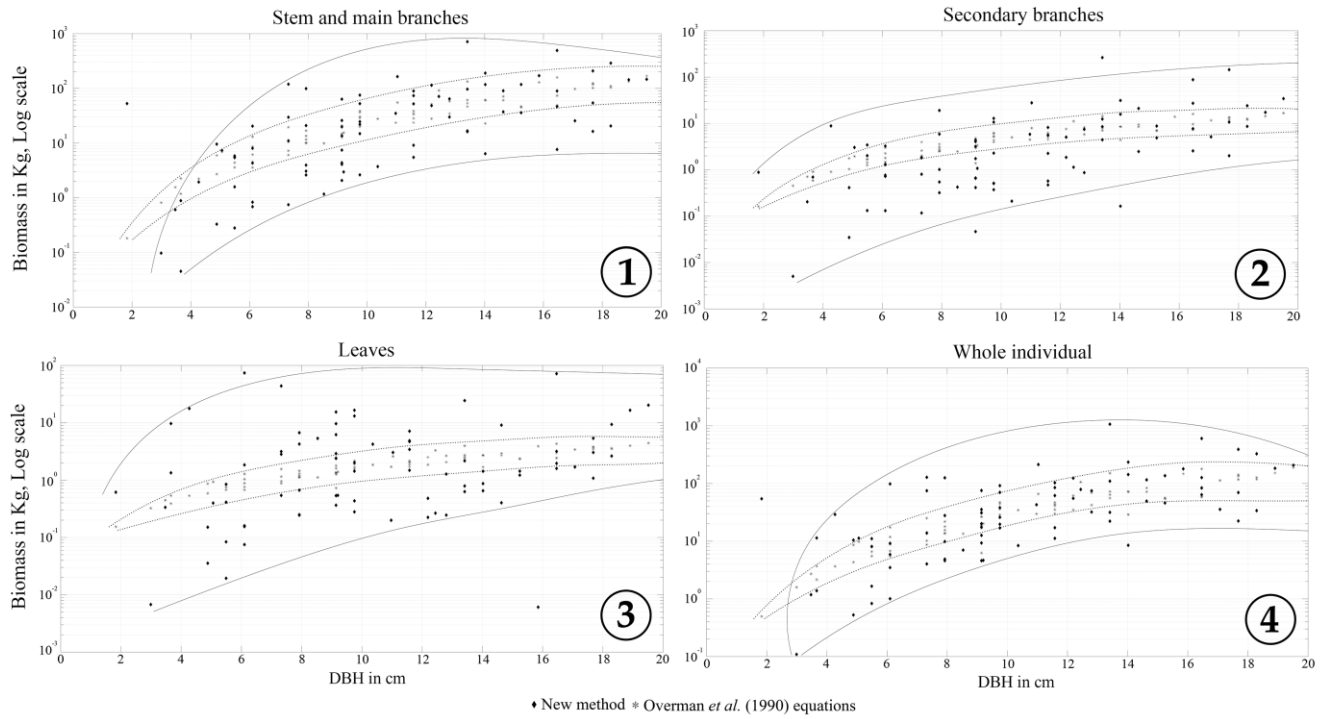 Stem and main branches
Biomass in Kg, Log scale
10^3
10^2
10^1
10^0
10^-1
10^-2
0 2 4 6 8 10 12 14 16 18 20
1
Secondary branches
10^3
10^2
10^1
10^0
10^-1
10^-2
10^-3
0 2 4 6 8 10 12 14 16 18 20
2
Leaves
Biomass in Kg, Log scale
10^2
10^1
10^0
10^-1
10^-2
10^-3
0 2 4 6 8 10 12 14 16 18 20
DBH in cm
3
Whole individual
10^4
10^3
10^2
10^1
10^0
10^-1
0 2 4 6 8 10 12 14 16 18 20
DBH in cm
4
♦ New method * Overman et al. (1990) equations